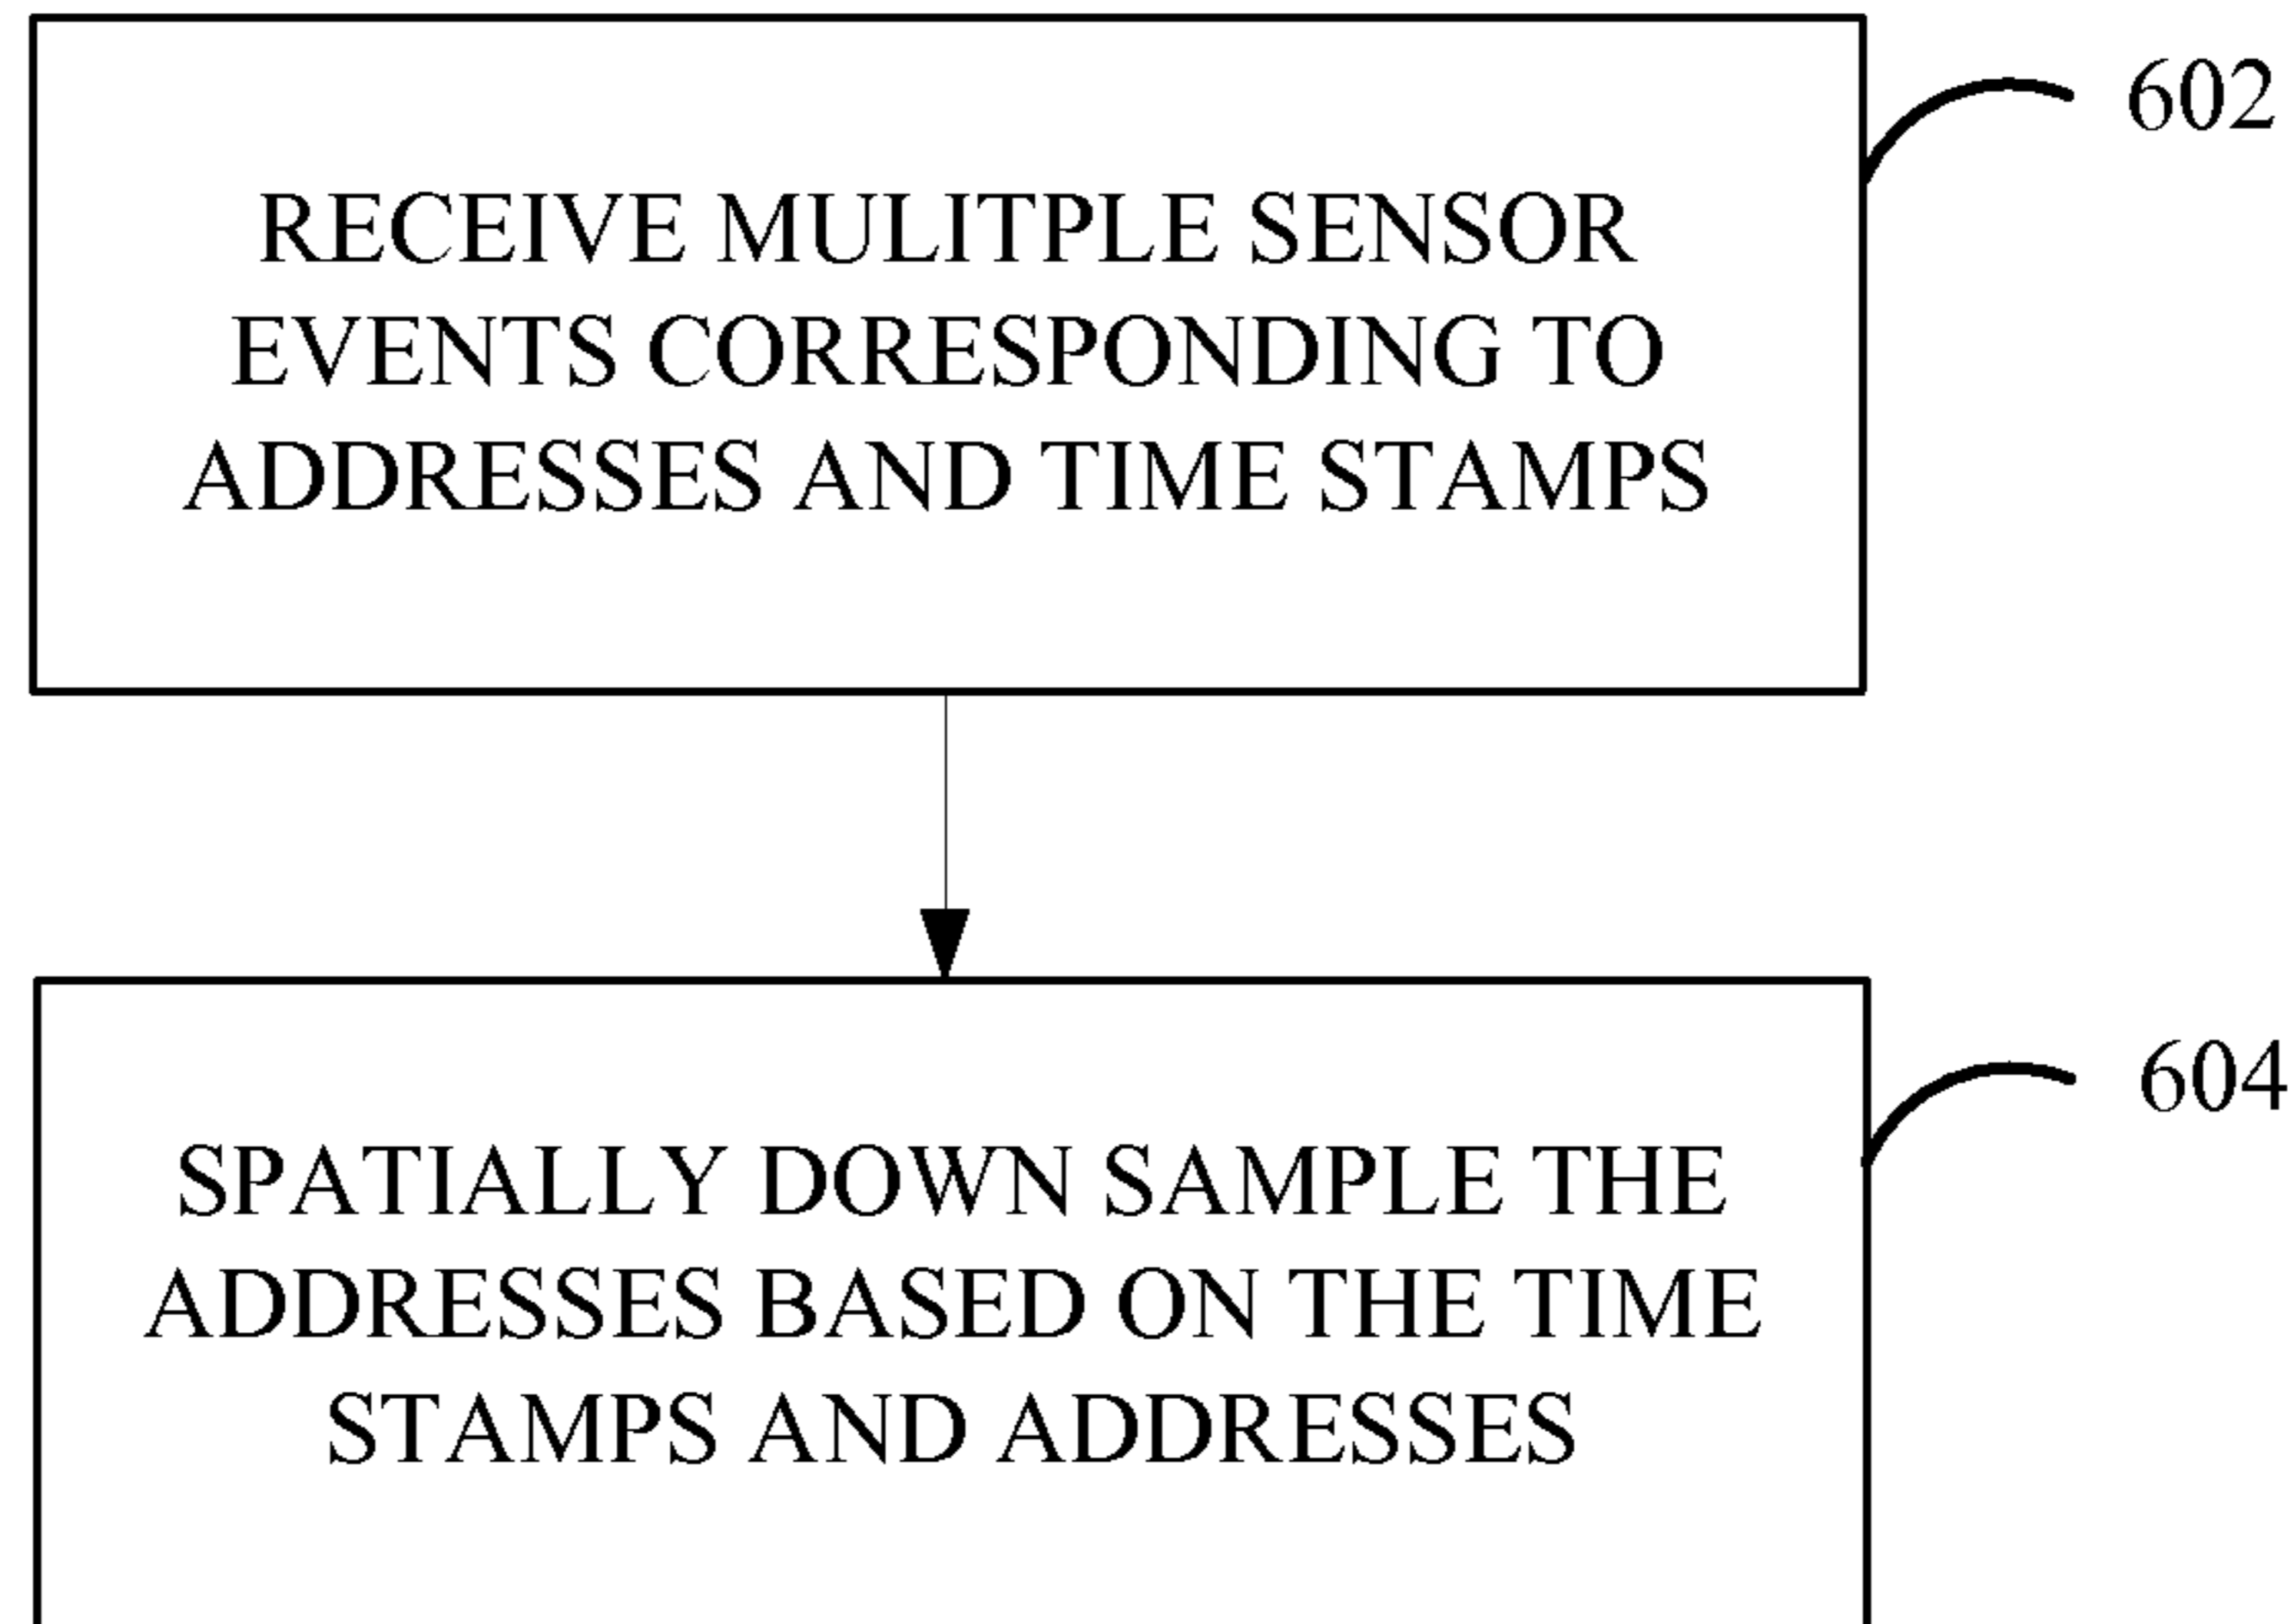 602
RECEIVE MULITPLE SENSOR
EVENTS CORRESPONDING TO
ADDRESSES AND TIME STAMPS
604
SPATIALLY DOWN SAMPLE THE
ADDRESSES BASED ON THE TIME
STAMPS AND ADDRESSES